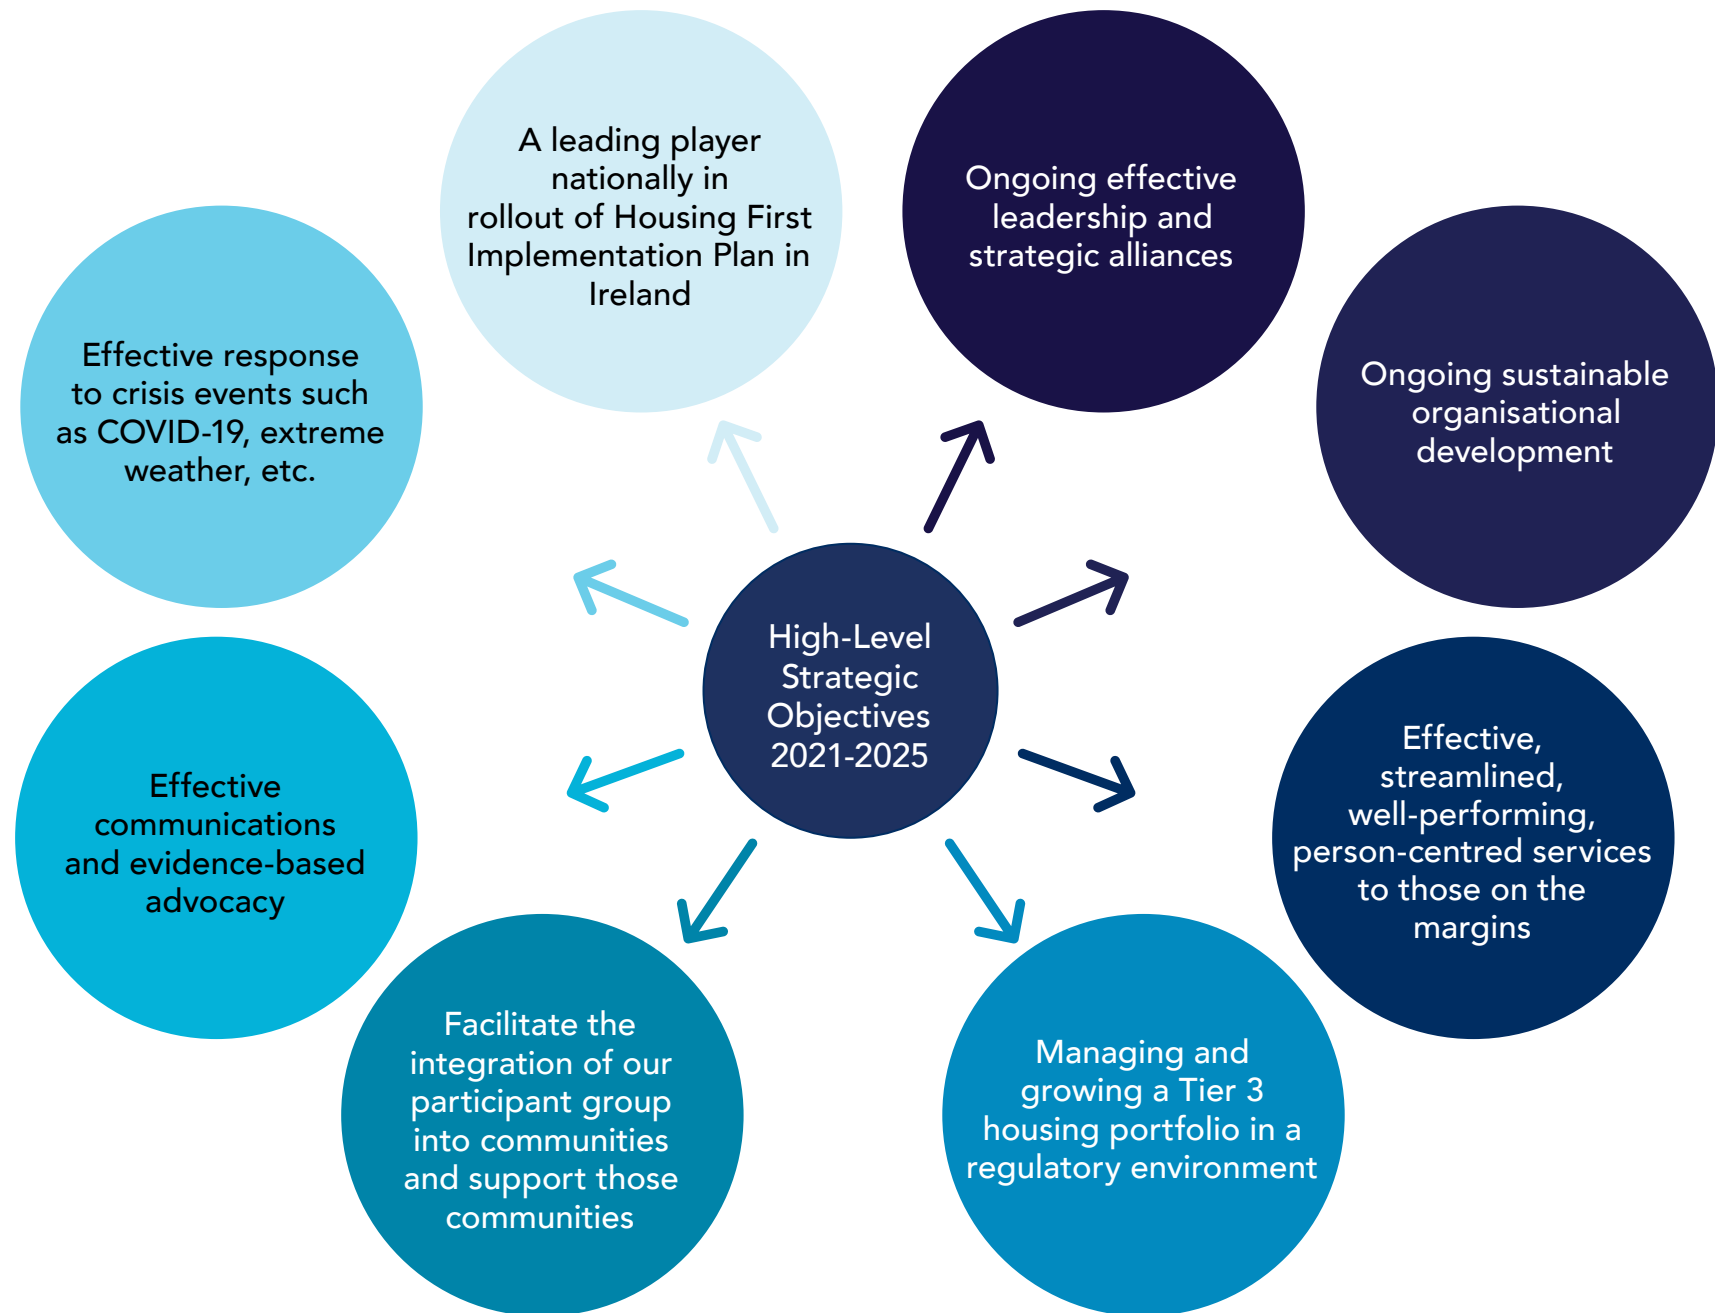 A leading player
nationally in
rollout of Housing First
Implementation Plan in
Ireland
Ongoing effective
leadership and
strategic alliances
Effective response
to crisis events such
as COVID-19, extreme
weather, etc.
Ongoing sustainable
organisational
development
High-Level
Strategic
Objectives
2021-2025
Effective
communications
and evidence-based
advocacy
Effective,
streamlined,
well-performing,
person-centred services
to those on the
margins
Facilitate the
integration of our
participant group
into communities
and support those
communities
Managing and
growing a Tier 3
housing portfolio in a
regulatory environment